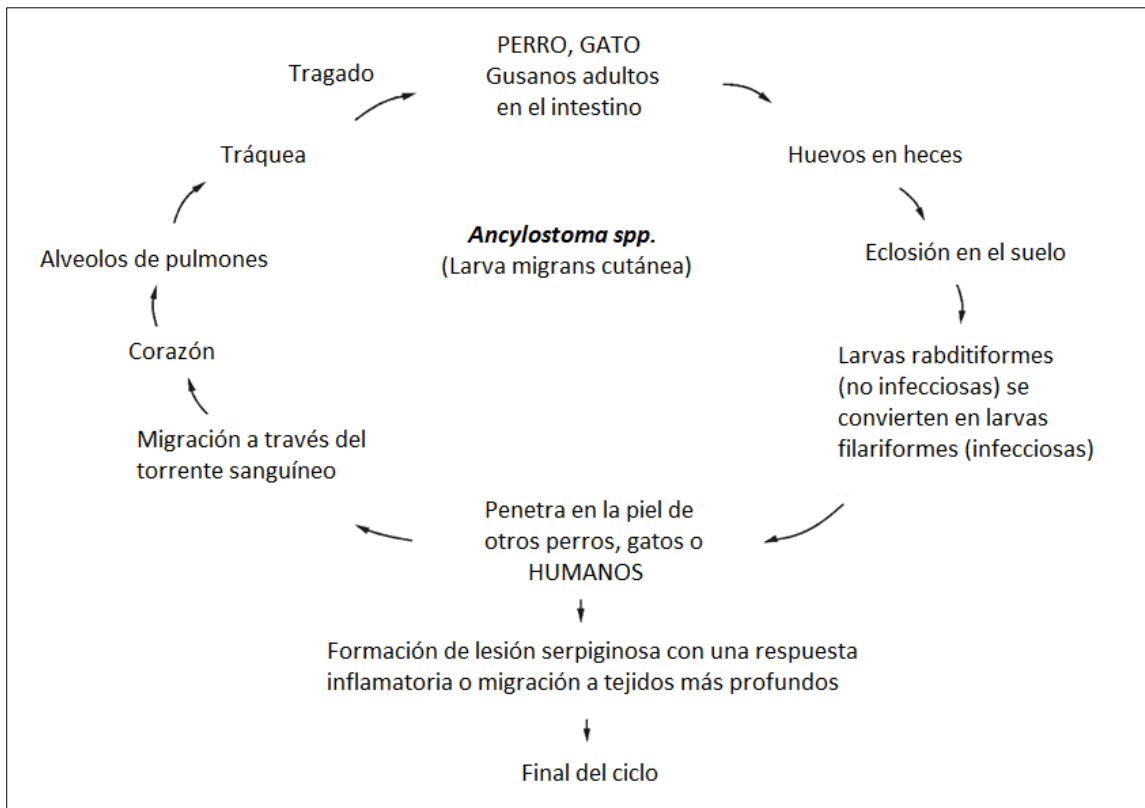 PERRO, GATO
Gusanos adultos
en el intestino
Huevos en heces
Eclosión en el suelo
Larvas rabditiformes
(no infecciosas) se
convierten en larvas
filariformes (infecciosas)
Penetra en la piel de
otros perros, gatos o
HUMANOS
Formación de lesión serpiginosa con una respuesta
inflamatoria o migración a tejidos más profundos
Final del ciclo
Migración a través del
torrente sanguíneo
Corazón
Alveolos de pulmones
Tráquea
Tragado
Ancylostoma spp.
(Larva migrans cutánea)